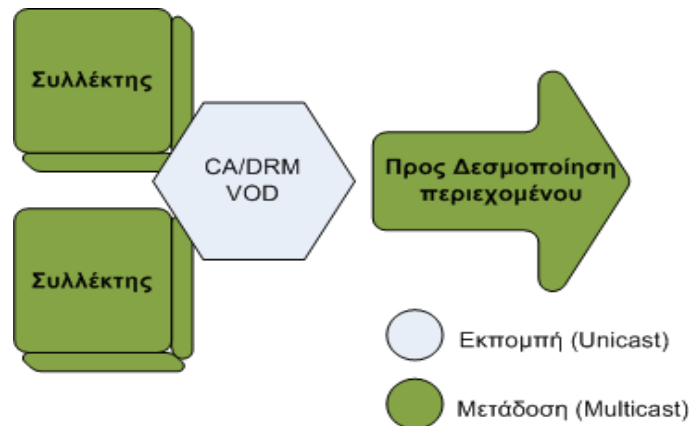 Συλλέκτης
CA/DRM
VOD
Προς Δεσμοποίηση
περιεχομένου
Συλλέκτης
Εκπομπή (Unicast)
Μετάδοση (Multicast)